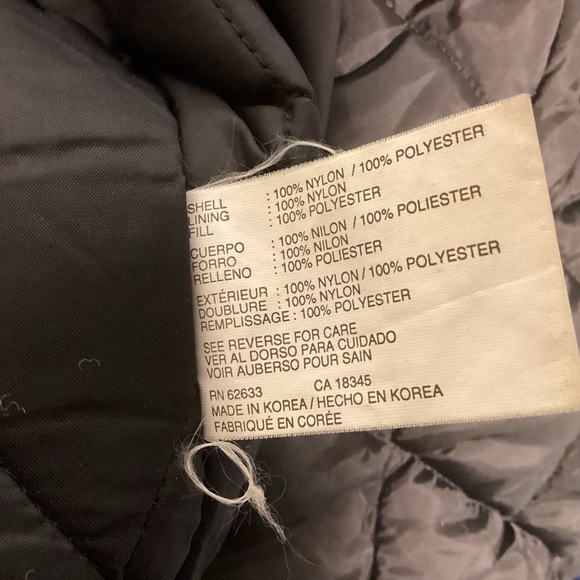 SHELL : 100% NYLON / 100% POLYESTER
LINING : 100% NYLON
FILL : 100% POLYESTER
CUERPO : 100% NILON / 100% POLIESTER
FORRO : 100% NILON
RELLENO : 100% POLIESTER
EXTÉRIEUR : 100% NYLON / 100% POLYESTER
DOUBLURE : 100% NYLON
REMPLISSAGE : 100% POLYESTER
SEE REVERSE FOR CARE
VER AL DORSO PARA CUIDADO
VOIR AUBERSO POUR SAIN
RN 62633 CA 18345
MADE IN KOREA / HECHO EN KOREA
FABRIQUÉ EN CORÉE